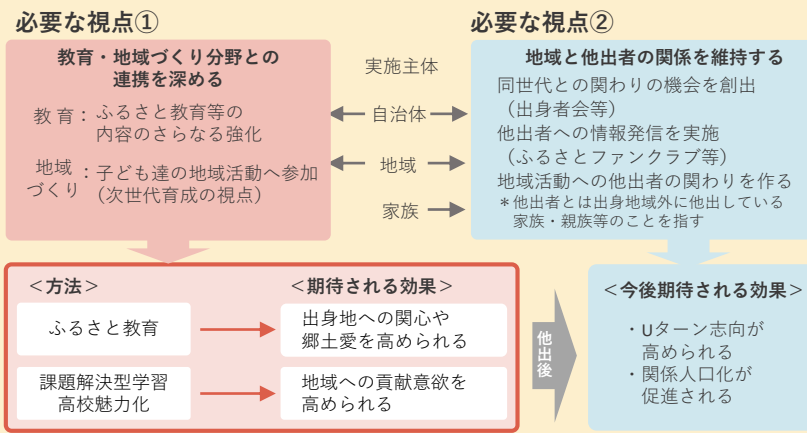 必要な視点①
教育・地域づくり分野との
連携を深める
教 育：ふるさと教育等の
内容のさらなる強化
地域
づくり：子ども達の地域活動へ参加
（次世代育成の視点）
実施主体
自治体
地域
家族
必要な視点②
地域と他出者の関係を維持する
同世代との関わりの機会を創出
（出身者会等）
他出者への情報発信を実施
（ふるさとファンクラブ等）
地域活動への他出者の関わりを作る
＊他出者とは出身地域外に他出している
家族・親族等のことを指す
＜方法＞
＜期待される効果＞
ふるさと教育
出身地への関心や
郷土愛を高められる
課題解決型学習
高校魅力化
地域への貢献意欲を
高められる
他出後
＜今後期待される効果＞
・Uターン志向が
高められる
・関係人口化が
促進される